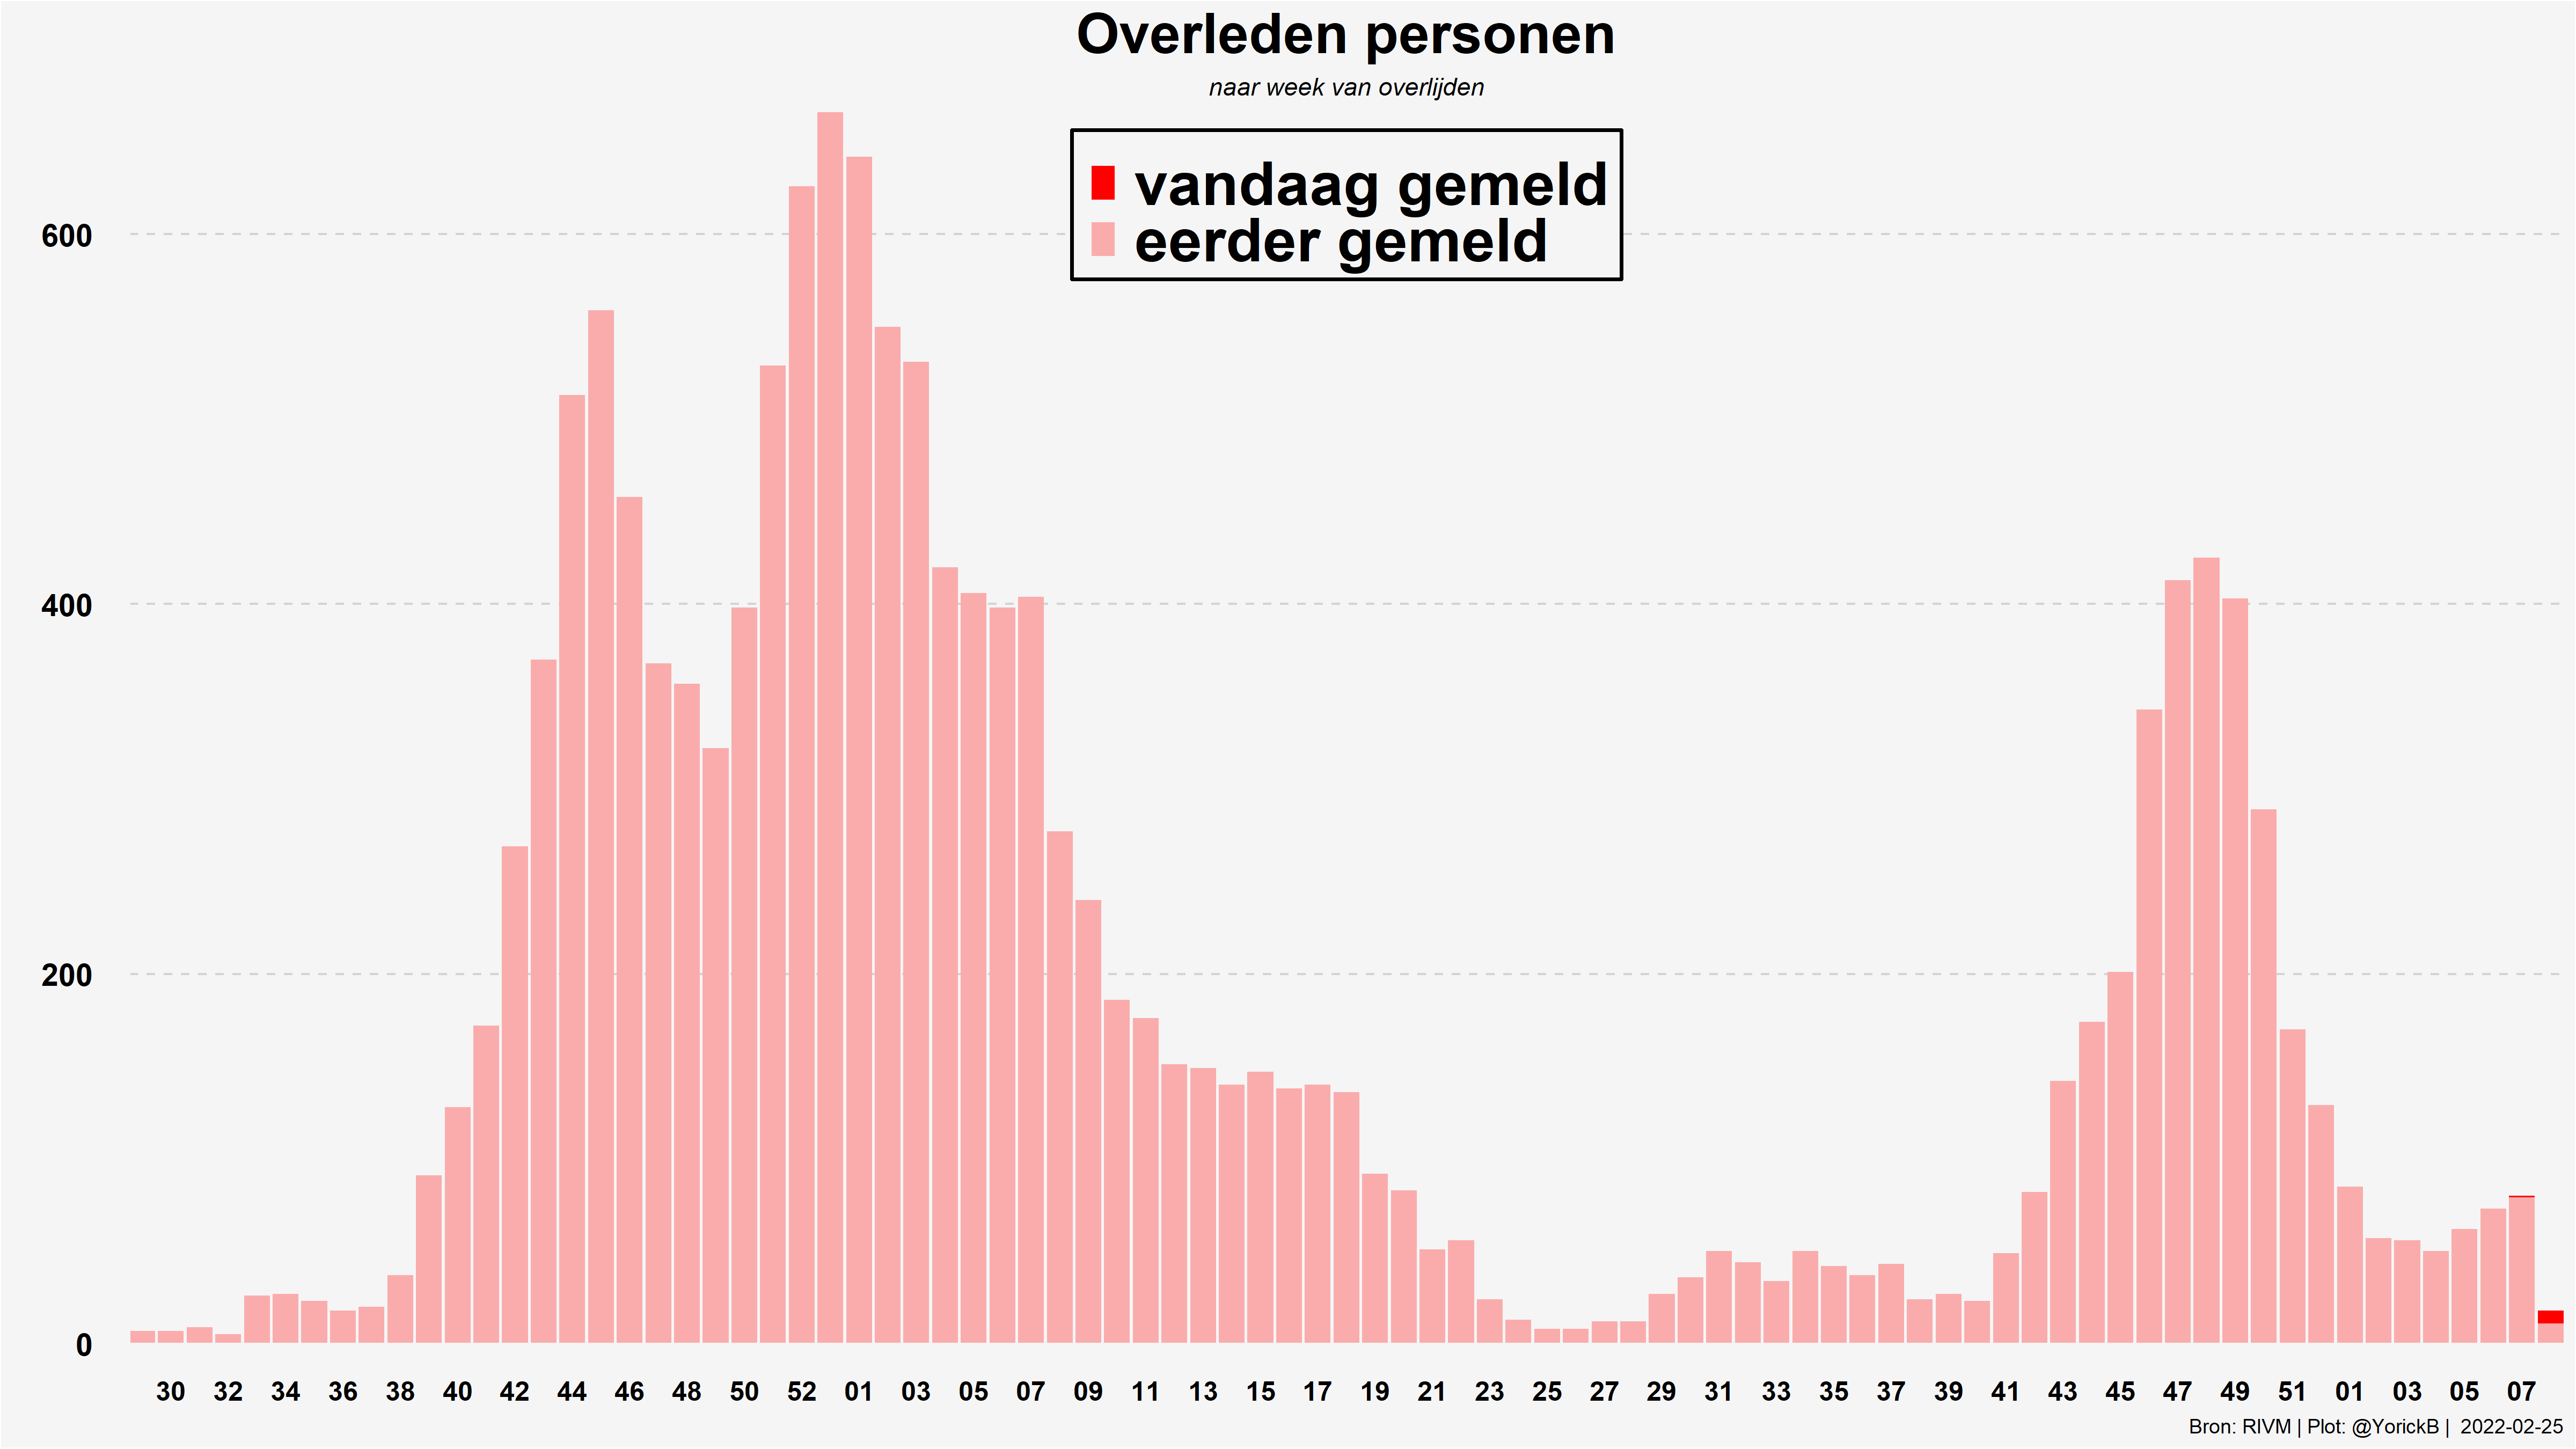 Overleden personen
naar week van overlijden
vandaag gemeld
eerder gemeld
600
400
200
0
30 32 34 36 38 40 42 44 46 48 50 52 01 03 05 07 09 11 13 15 17 19 21 23 25 27 29 31 33 35 37 39 41 43 45 47 49 51 01 03 05 07
Bron: RIVM | Plot: @YorickB | 2022-02-25